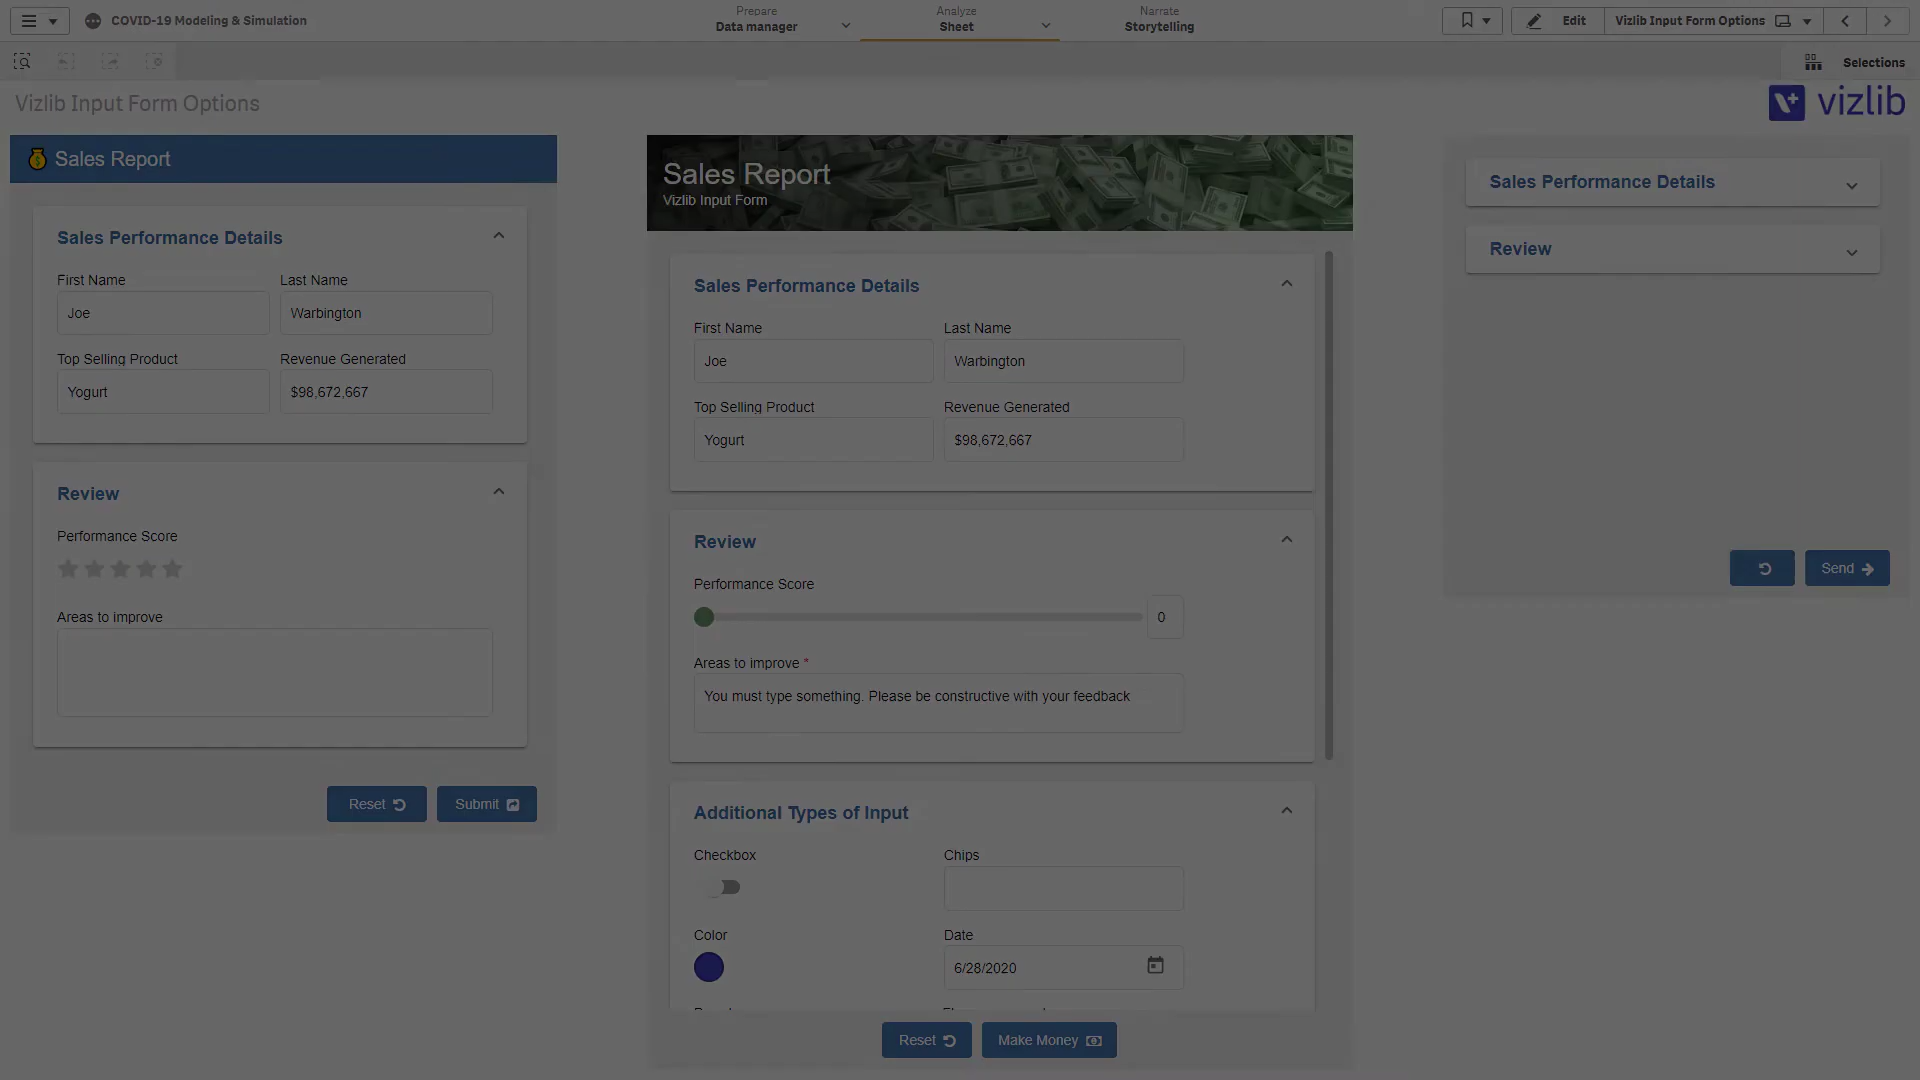 COVID-19 Modeling & Simulation
Prepare
Data manager
Analyze
Sheet
Narrate
Storytelling
Edit
Vizlib Input Form Options
Selections
Vizlib Input Form Options
vizlib
Sales Report
Sales Performance Details
First Name
Last Name
Joe
Warbington
Top Selling Product
Revenue Generated
Yogurt
$98,672,667
Review
Performance Score
Areas to improve
Reset
Submit
Sales Report
Vizlib Input Form
Sales Performance Details
First Name
Last Name
Joe
Warbington
Top Selling Product
Revenue Generated
Yogurt
$98,672,667
Review
Performance Score
0
Areas to improve *
You must type something. Please be constructive with your feedback
Additional Types of Input
Checkbox
Chips
Color
Date
6/28/2020
Reset
Make Money
Sales Performance Details
Review
Send